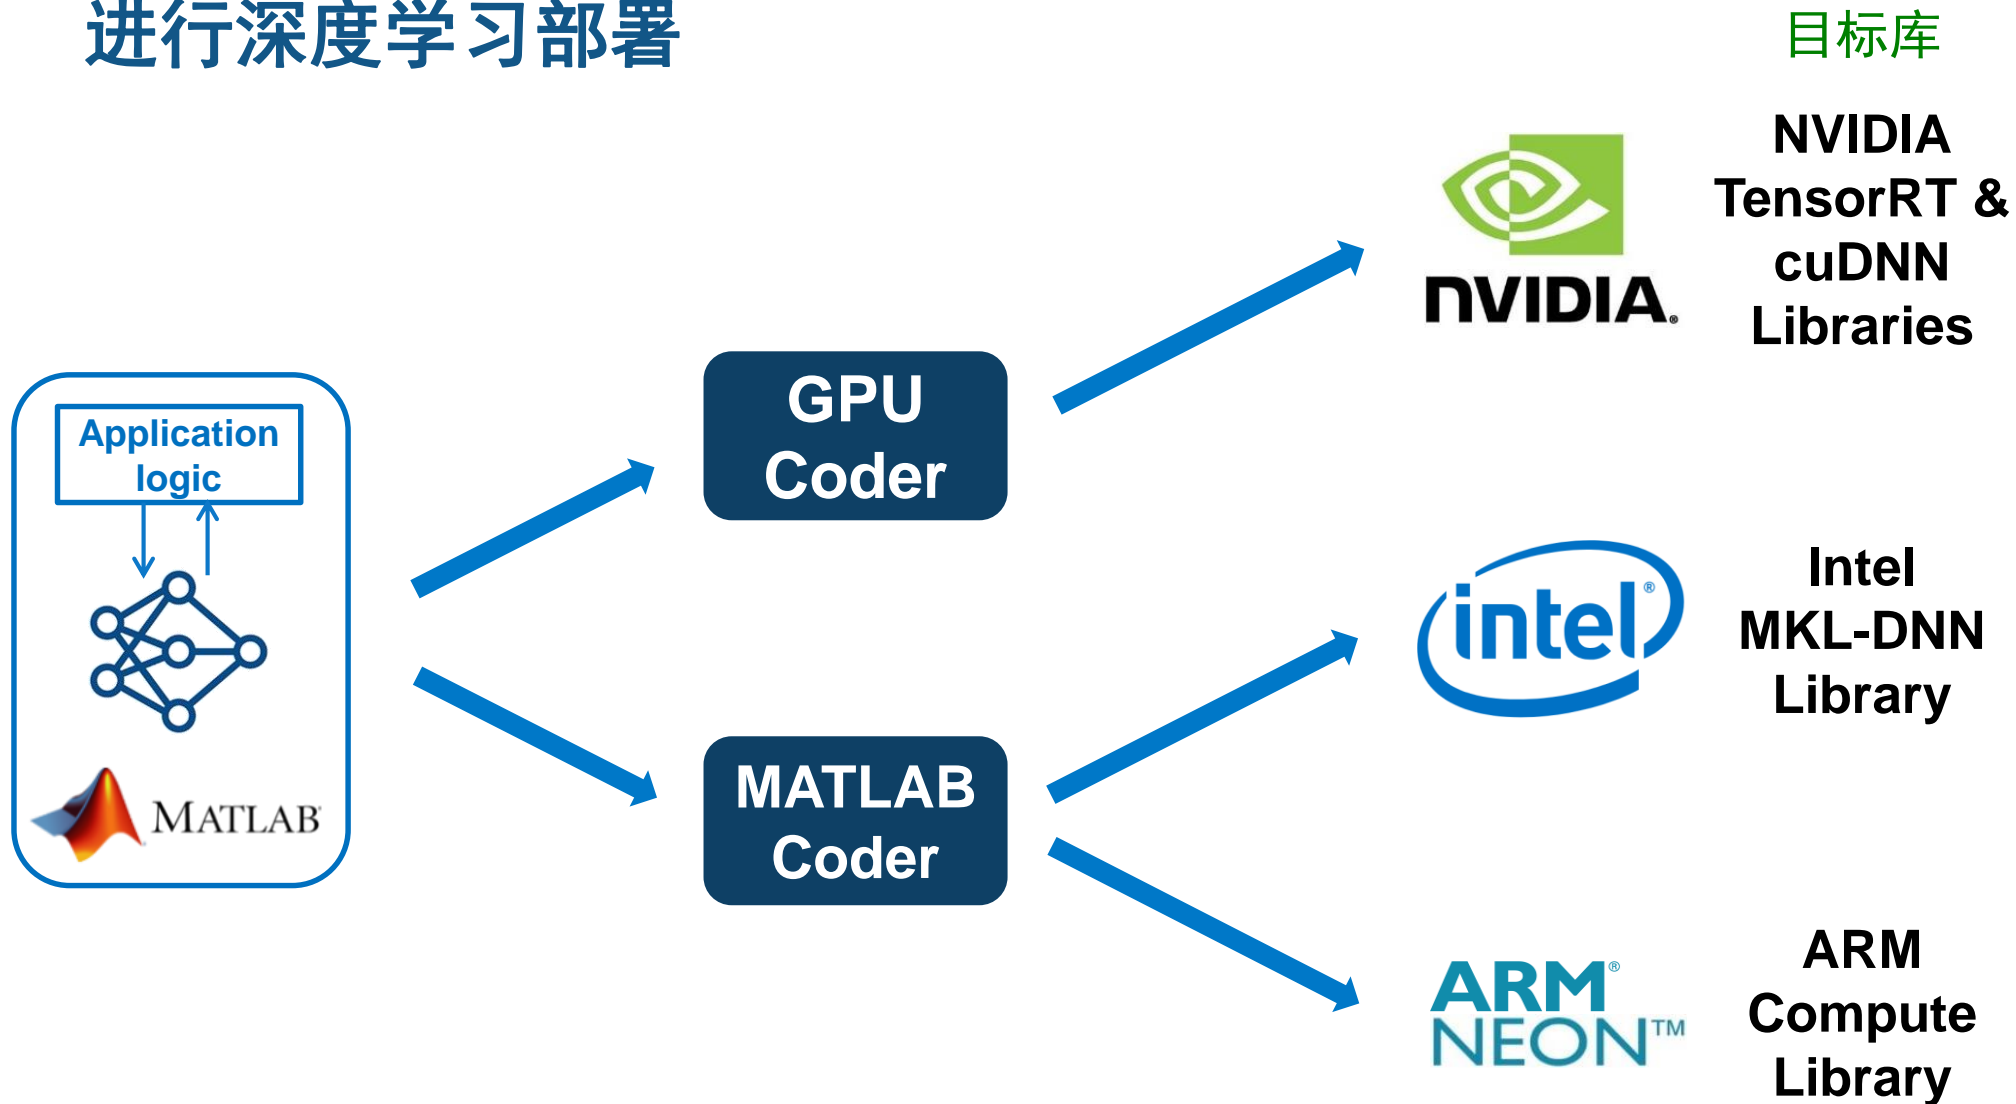 进行深度学习部署
目标库
Application
logic
MATLAB®
GPU
Coder
MATLAB
Coder
NVIDIA®
NVIDIA
TensorRT &
cuDNN
Libraries
intel®
Intel
MKL-DNN
Library
ARM®
NEON™
ARM
Compute
Library